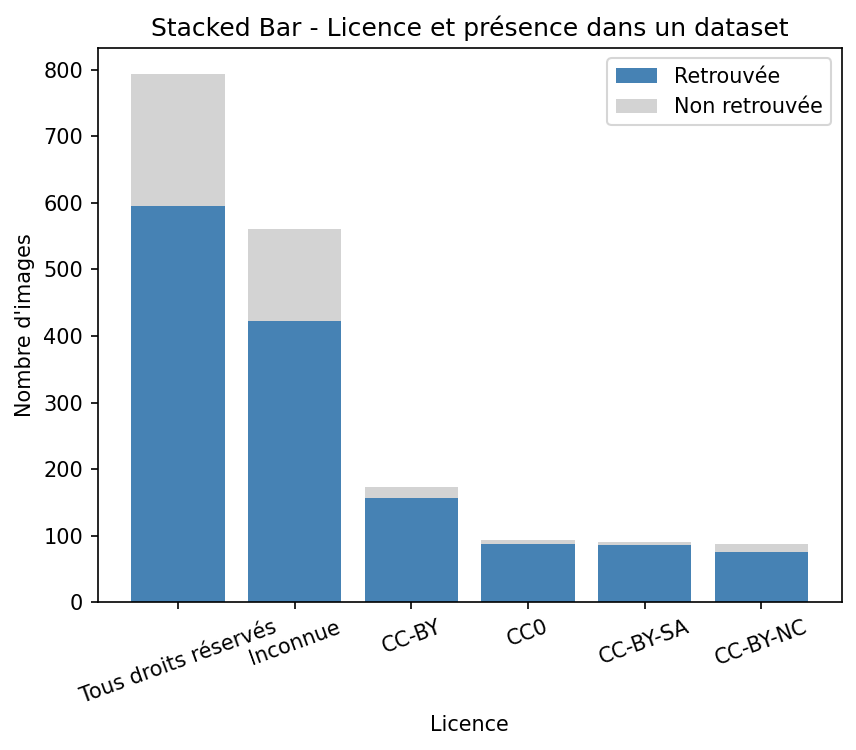 Stacked Bar - Licence et présence dans un dataset
Retrouvée
Non retrouvée
Nombre d'images
800
700
600
500
400
300
200
100
0
Tous droits réservés
Inconnue
CC-BY
CC0
CC-BY-SA
CC-BY-NC
Licence